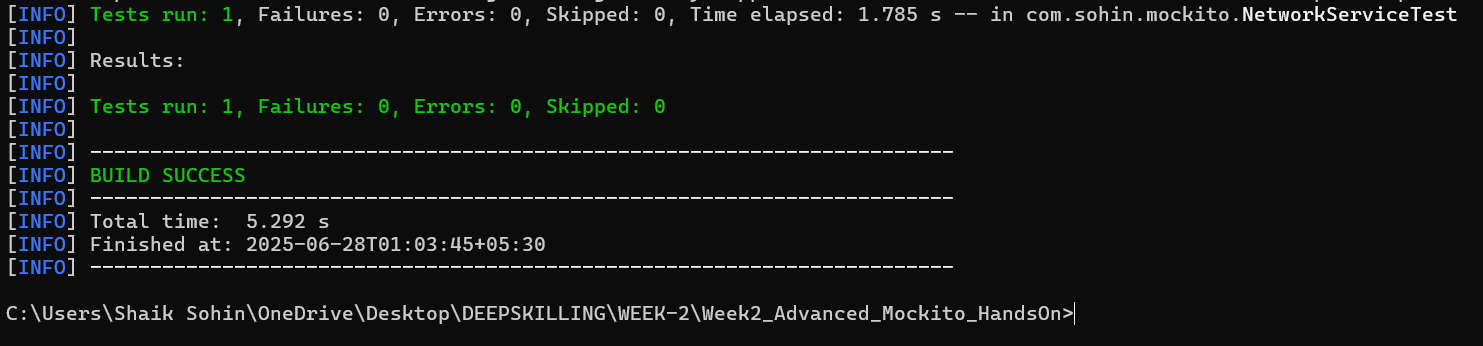 [INFO] Tests run: 1, Failures: 0, Errors: 0, Skipped: 0, Time elapsed: 1.785 s -- in com.sohin.mockito.NetworkServiceTest
[INFO]
[INFO] Results:
[INFO]
[INFO] Tests run: 1, Failures: 0, Errors: 0, Skipped: 0
[INFO]
[INFO] ------------------------------------------------------------------------
[INFO] BUILD SUCCESS
[INFO] ------------------------------------------------------------------------
[INFO] Total time:  5.292 s
[INFO] Finished at: 2025-06-28T01:03:45+05:30
[INFO] ------------------------------------------------------------------------
C:\Users\Shaik Sohin\OneDrive\Desktop\DEEPSKILLING\WEEK-2\Week2_Advanced_Mockito_HandsOn>